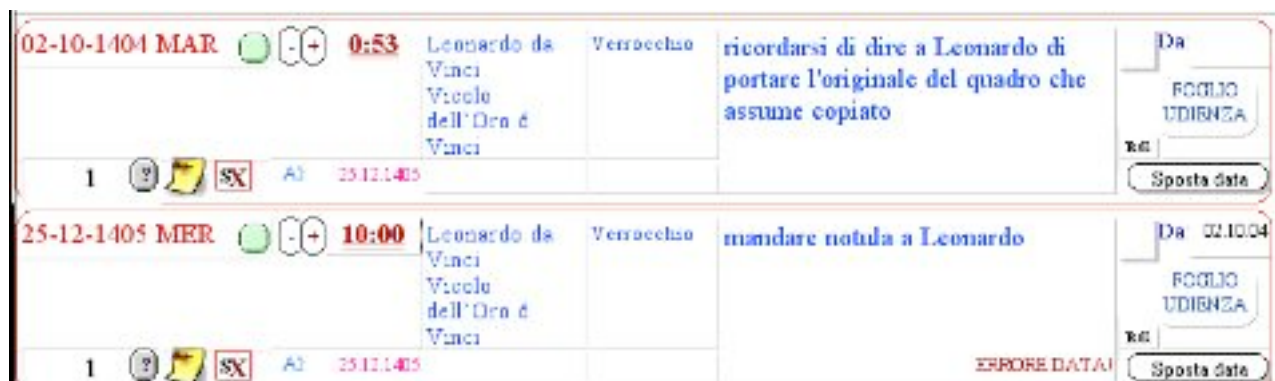 02-10-1404 MAR - + 0:53 Leonardo da Verrocchio ricordarsi di dire a Leonardo di Da
Vinci portare l'originale del quadro che
Vicolo assume copiato FOGLIO
dell'Oro 6 UDIENZA
Vinci
1 ? SX Al 25.12.1405 Sposta data
25-12-1405 MER - + 10:00 Leonardo da Verrocchio mandare notula a Leonardo Da 02.10.04
Vinci
Vicolo FOGLIO
dell'Oro 6 UDIENZA
Vinci
1 ? SX Al 25.12.1405 ERRORE DATA! Sposta data